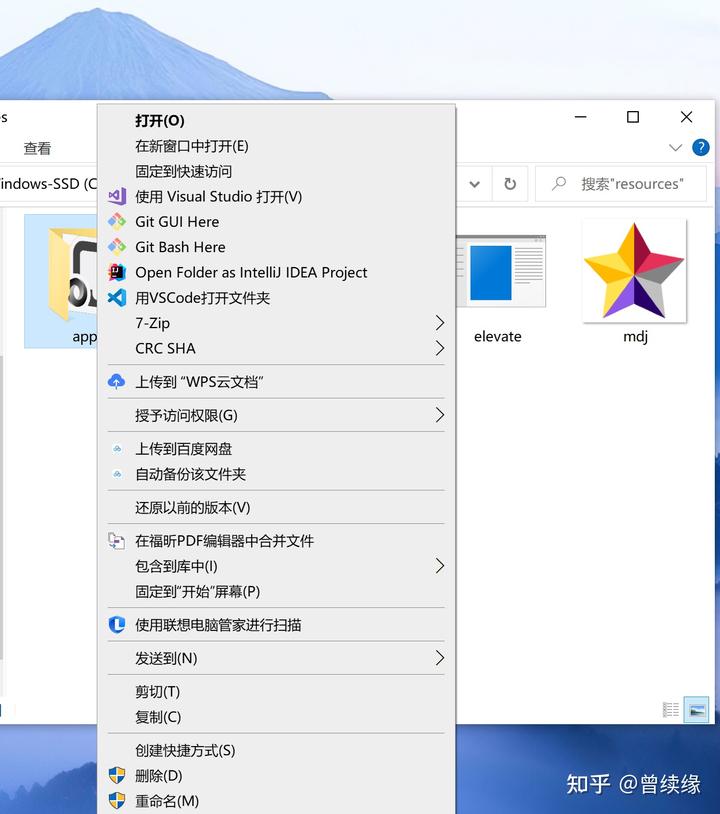 es
查看
indows-SSD (C
搜索"resources"
app
elevate
mdj
打开(O)
在新窗口中打开(E)
固定到快速访问
使用 Visual Studio 打开(V)
Git GUI Here
Git Bash Here
Open Folder as IntelliJ IDEA Project
用VSCode打开文件夹
7-Zip
CRC SHA
上传到 “WPS云文档”
授予访问权限(G)
上传到百度网盘
自动备份该文件夹
还原以前的版本(V)
在福昕PDF编辑器中合并文件
包含到库中(I)
固定到“开始”屏幕(P)
使用联想电脑管家进行扫描
发送到(N)
剪切(T)
复制(C)
创建快捷方式(S)
删除(D)
重命名(M)
知乎 @曾续缘